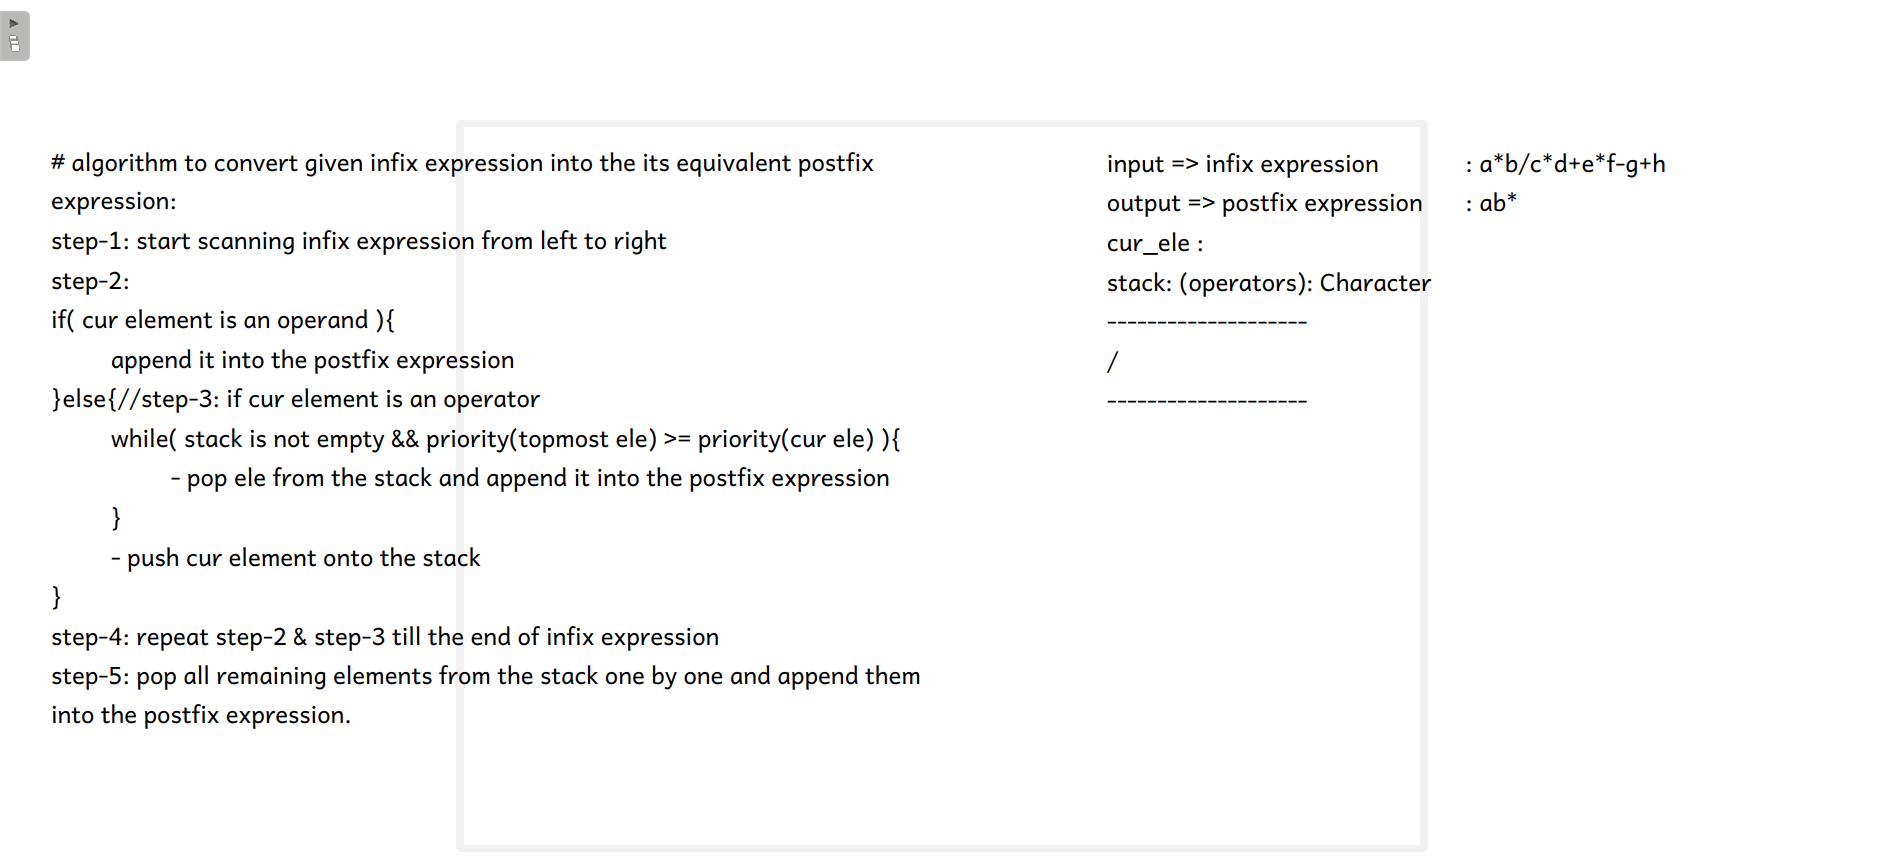 # algorithm to convert given infix expression into the its equivalent postfix
expression:
step-1: start scanning infix expression from left to right
step-2:
if( cur element is an operand ){
append it into the postfix expression
}else{//step-3: if cur element is an operator
while( stack is not empty && priority(topmost ele) >= priority(cur ele) ){
- pop ele from the stack and append it into the postfix expression
}
- push cur element onto the stack
}
step-4: repeat step-2 & step-3 till the end of infix expression
step-5: pop all remaining elements from the stack one by one and append them
into the postfix expression.
input => infix expression : a*b/c*d+e*f-g+h
output => postfix expression : ab*
cur_ele :
stack: (operators): Character
--------------------
/
--------------------